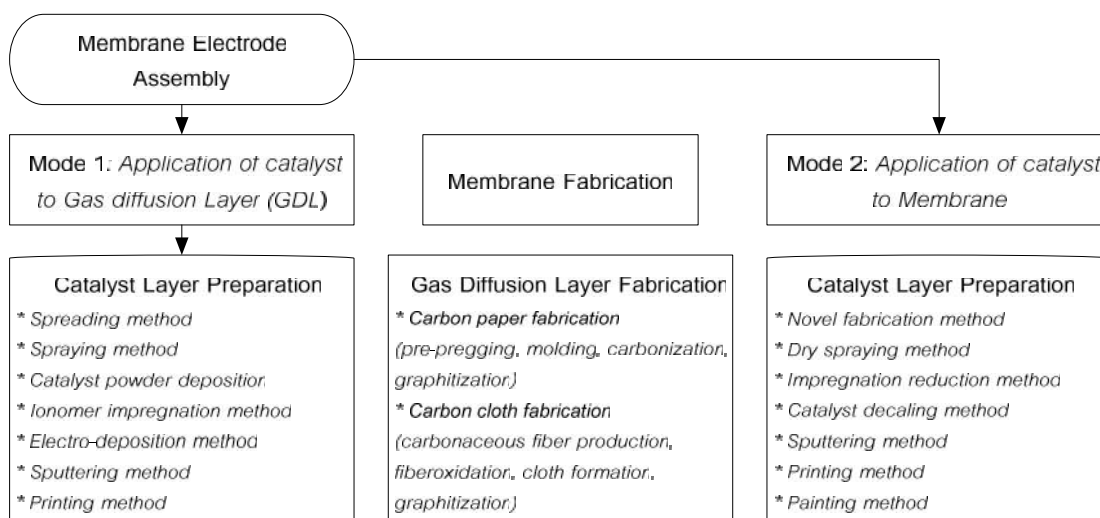 Membrane Electrode
Assembly
Mode 1: Application of catalyst
to Gas diffusion Layer (GDL)
Membrane Fabrication
Mode 2: Application of catalyst
to Membrane
Catalyst Layer Preparation
* Spreading method
* Spraying method
* Catalyst powder deposition
* Ionomer impregnation method
* Electro-deposition method
* Sputtering method
* Printing method
Gas Diffusion Layer Fabrication
* Carbon paper fabrication
(pre-pregging, molding, carbonization,
graphitization)
* Carbon cloth fabrication
(carbonaceous fiber production,
fiberoxidation, cloth formation,
graphitization)
Catalyst Layer Preparation
* Novel fabrication method
* Dry spraying method
* Impregnation reduction method
* Catalyst decaling method
* Sputtering method
* Printing method
* Painting method